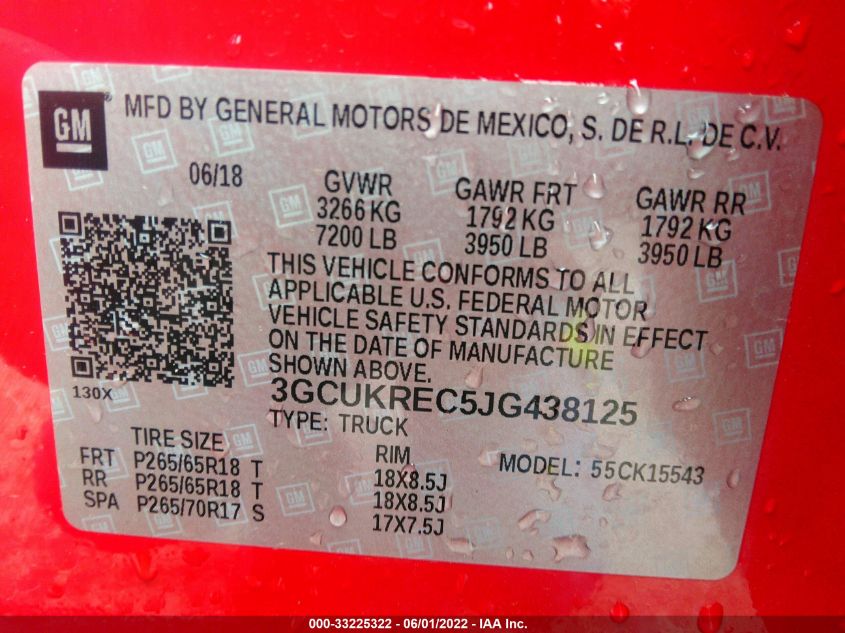 GM
MFD BY GENERAL MOTORS DE MEXICO, S. DE R.L. DE C.V.
06/18
GVWR
3266 KG
7200 LB
GAWR FRT
1792 KG
3950 LB
GAWR RR
1792 KG
3950 LB
THIS VEHICLE CONFORMS TO ALL
APPLICABLE U.S. FEDERAL MOTOR
VEHICLE SAFETY STANDARDS IN EFFECT
ON THE DATE OF MANUFACTURE
SHOWN ABOVE.
130X
3GCUKREC5JG438125
TYPE: TRUCK
TIRE SIZE
RIM
MODEL: 55CK15543
FRT P265/65R18 T 18X8.5J
RR P265/65R18 T 18X8.5J
SPA P265/70R17 S 17X7.5J
000-33225322 - 06/01/2022 - IAA Inc.